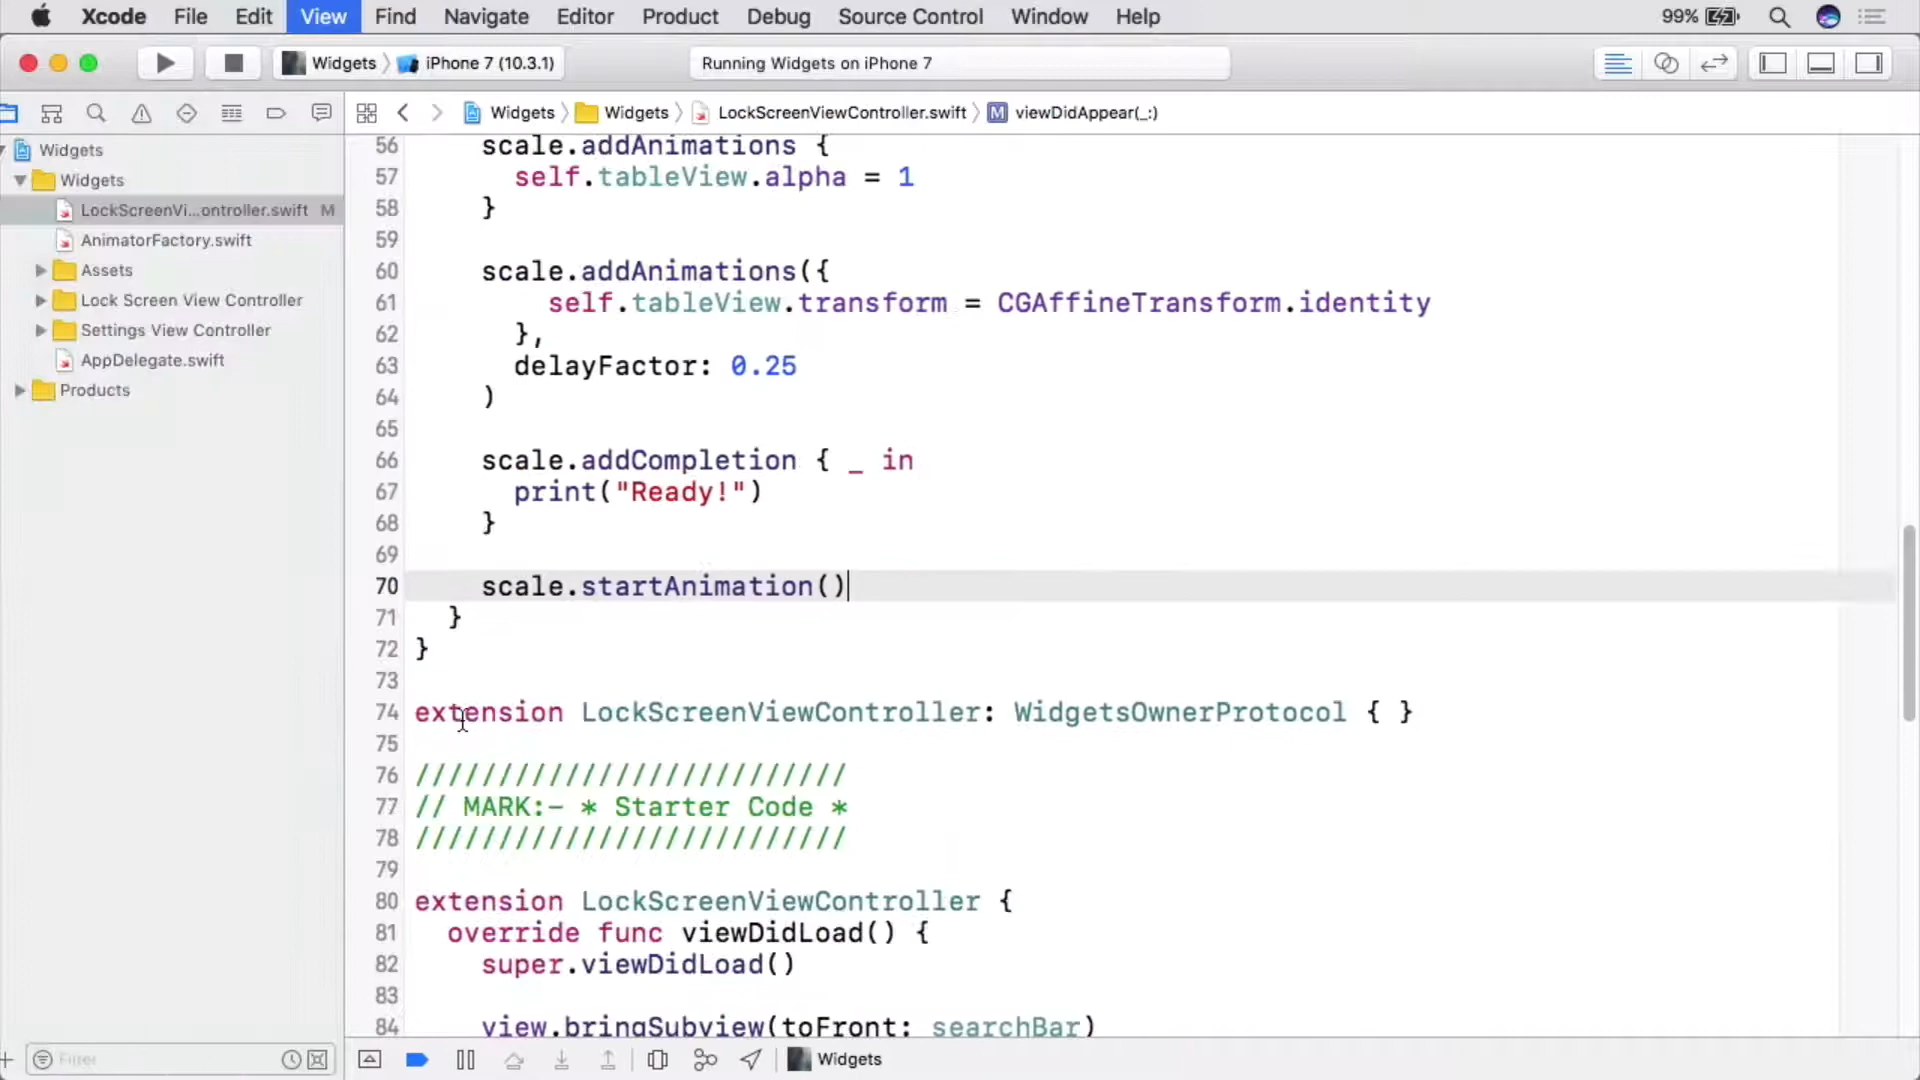 Xcode File Edit View Find Navigate Editor Product Debug Source Control Window Help 99%
Widgets iPhone 7 (10.3.1) Running Widgets on iPhone 7
Widgets Widgets LockScreenViewController.swift M viewDidAppear(_:)
Widgets
Widgets
LockScreenVi...ontroller.swift M
AnimatorFactory.swift
Assets
Lock Screen View Controller
Settings View Controller
AppDelegate.swift
Products
56 scale.addAnimations {
57 self.tableView.alpha = 1
58 }
59
60 scale.addAnimations({
61 self.tableView.transform = CGAffineTransform.identity
62 },
63 delayFactor: 0.25
64 )
65
66 scale.addCompletion { _ in
67 print("Ready!")
68 }
69
70 scale.startAnimation()
71 }
72 }
73
74 extension LockScreenViewController: WidgetsOwnerProtocol { }
75
76 //////////////////////////
77 // MARK:- * Starter Code *
78 //////////////////////////
79
80 extension LockScreenViewController {
81 override func viewDidLoad() {
82 super.viewDidLoad()
83
84 view.bringSubview(toFront: searchBar)
Filter
Widgets